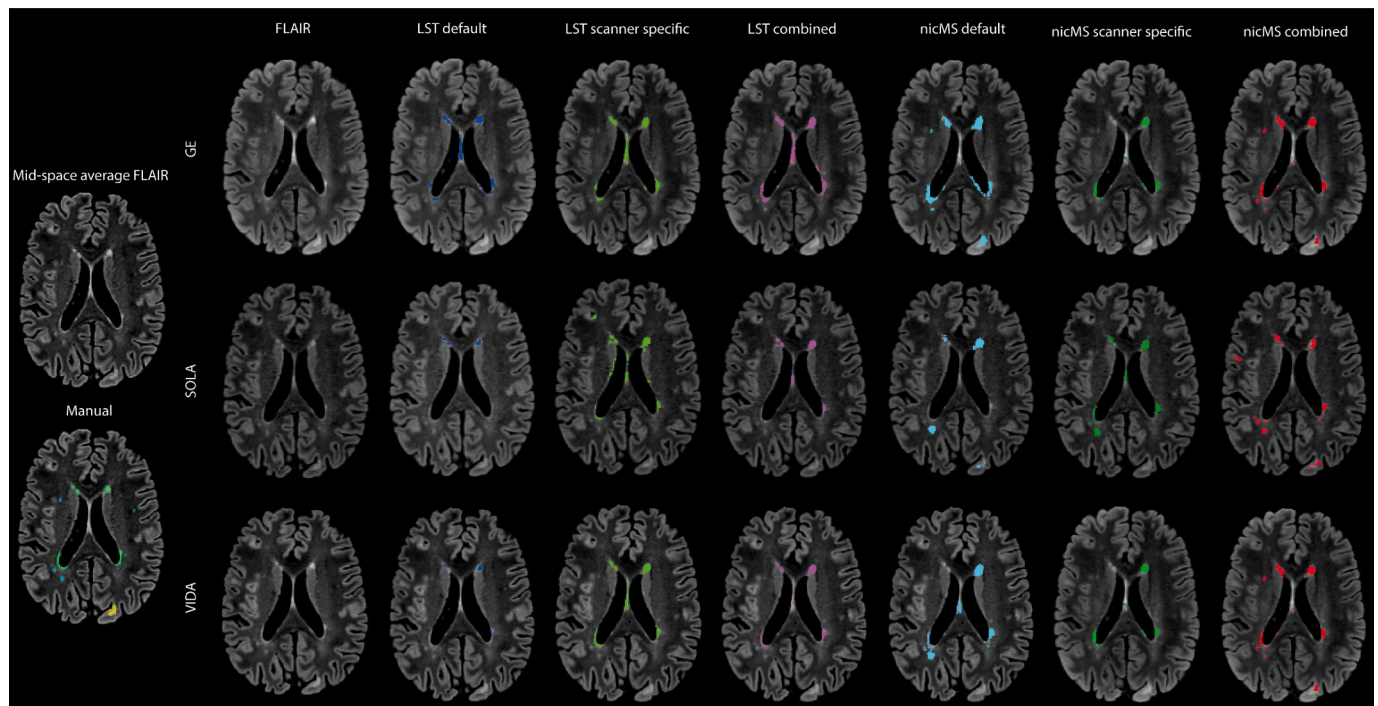 FLAIR
LST default
LST scanner specific
LST combined
nicMS default
nicMS scanner specific
nicMS combined
GE
Mid-space average FLAIR
SOLA
Manual
VIDA